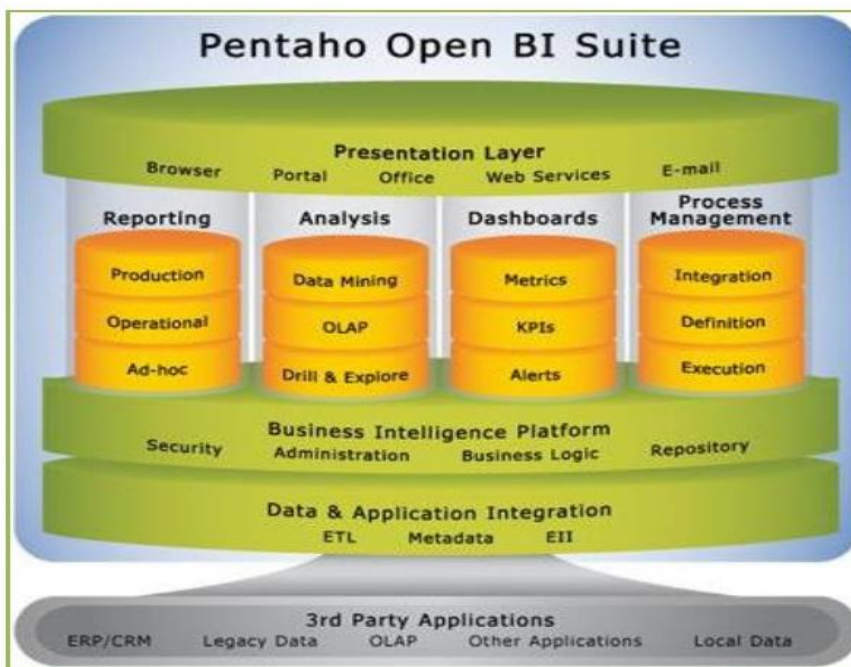 Pentaho Open BI Suite
Presentation Layer
Browser Portal Office Web Services E-mail
Reporting Analysis Dashboards Process Management
Production Data Mining Metrics Integration
Operational OLAP KPIs Definition
Ad-hoc Drill & Explore Alerts Execution
Business Intelligence Platform
Security Administration Business Logic Repository
Data & Application Integration
ETL Metadata EII
3rd Party Applications
ERP/CRM Legacy Data OLAP Other Applications Local Data